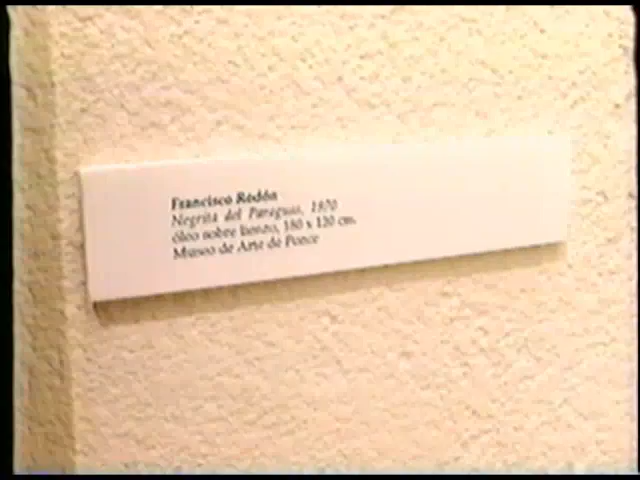 Francisco Rodón
Negrita del Paraguas, 1970
óleo sobre lienzo, 180 x 120 cm.
Museo de Arte de Ponce